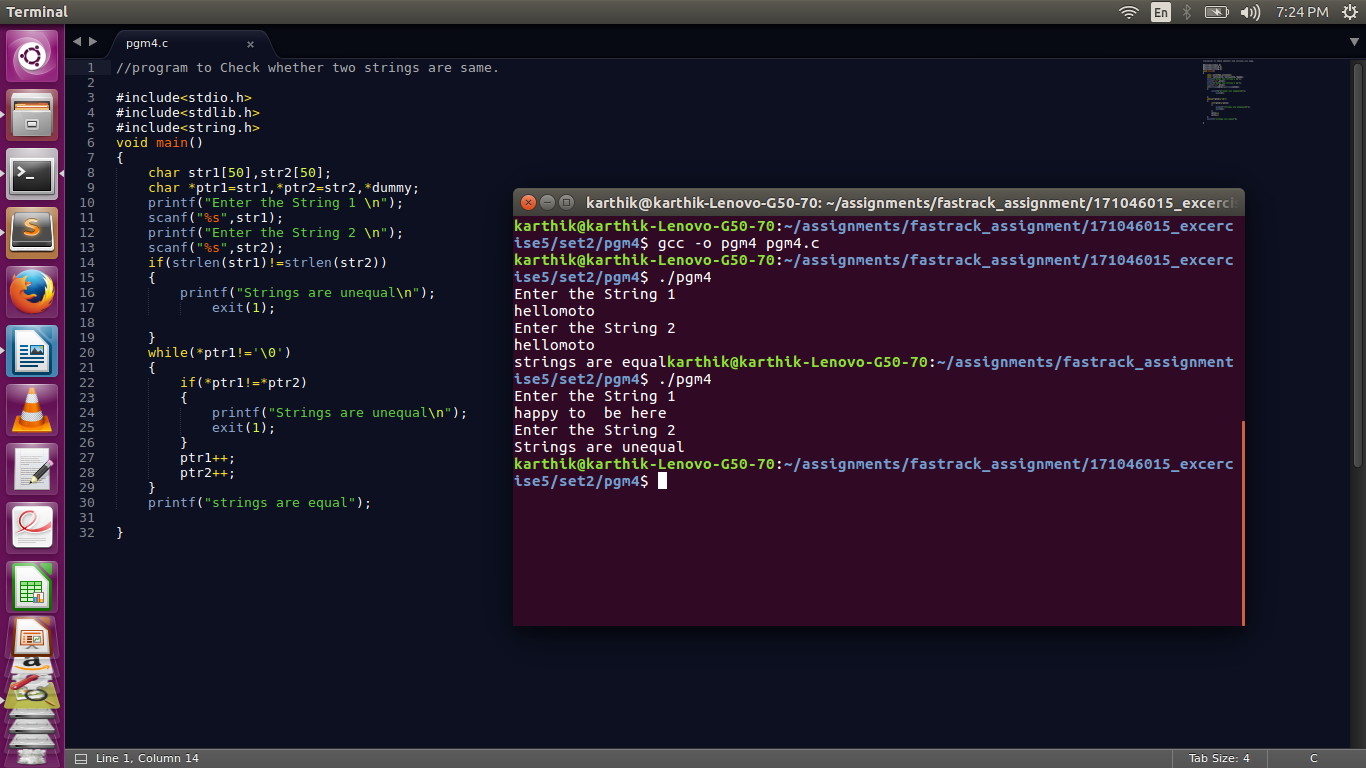 Terminal
En
7:24 PM
pgm4.c
1 //program to Check whether two strings are same.
2
3 #include<stdio.h>
4 #include<stdlib.h>
5 #include<string.h>
6 void main()
7 {
8 char str1[50],str2[50];
9 char *ptr1=str1,*ptr2=str2,*dummy;
10 printf("Enter the String 1 \n");
11 scanf("%s",str1);
12 printf("Enter the String 2 \n");
13 scanf("%s",str2);
14 if(strlen(str1)!=strlen(str2))
15 {
16 printf("Strings are unequal\n");
17 exit(1);
18
19 }
20 while(*ptr1!='\0')
21 {
22 if(*ptr1!=*ptr2)
23 {
24 printf("Strings are unequal\n");
25 exit(1);
26 }
27 ptr1++;
28 ptr2++;
29 }
30 printf("strings are equal");
31
32 }
karthik@karthik-Lenovo-G50-70: ~/assignments/fastrack_assignment/171046015_excerci
karthik@karthik-Lenovo-G50-70:~/assignments/fastrack_assignment/171046015_excerc
ise5/set2/pgm4$ gcc -o pgm4 pgm4.c
karthik@karthik-Lenovo-G50-70:~/assignments/fastrack_assignment/171046015_excerc
ise5/set2/pgm4$ ./pgm4
Enter the String 1
hellomoto
Enter the String 2
hellomoto
strings are equalkarthik@karthik-Lenovo-G50-70:~/assignments/fastrack_assignment
ise5/set2/pgm4$ ./pgm4
Enter the String 1
happy to  be here
Enter the String 2
Strings are unequal
karthik@karthik-Lenovo-G50-70:~/assignments/fastrack_assignment/171046015_excerc
ise5/set2/pgm4$
Line 1, Column 14
Tab Size: 4
C